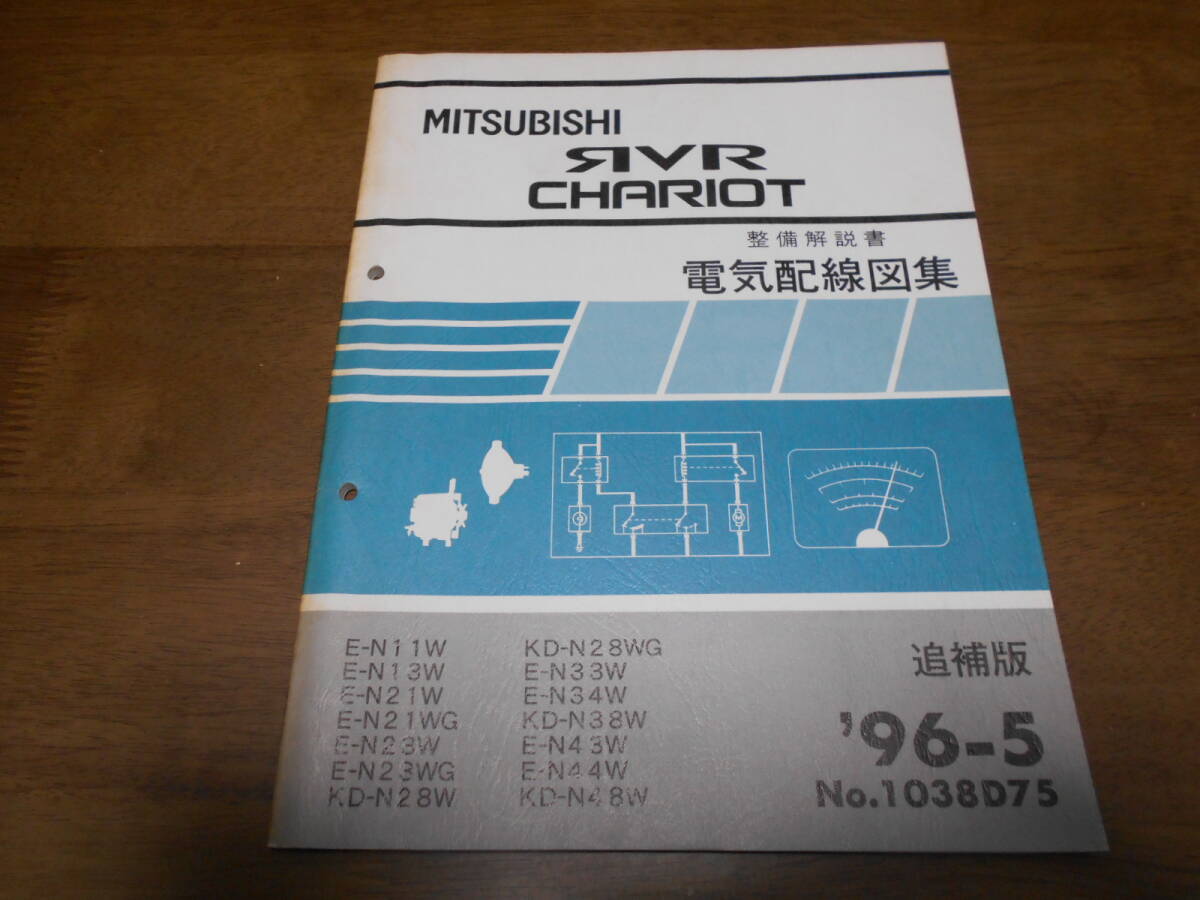 MITSUBISHI
RVR
CHARIOT
整備解説書
電気配線図集
E-N11W
E-N13W
E-N21W
E-N21WG
E-N23W
E-N23WG
KD-N28W
KD-N28WG
E-N33W
E-N34W
KD-N38W
E-N43W
E-N44W
KD-N48W
追補版
'96-5
No.1038D75